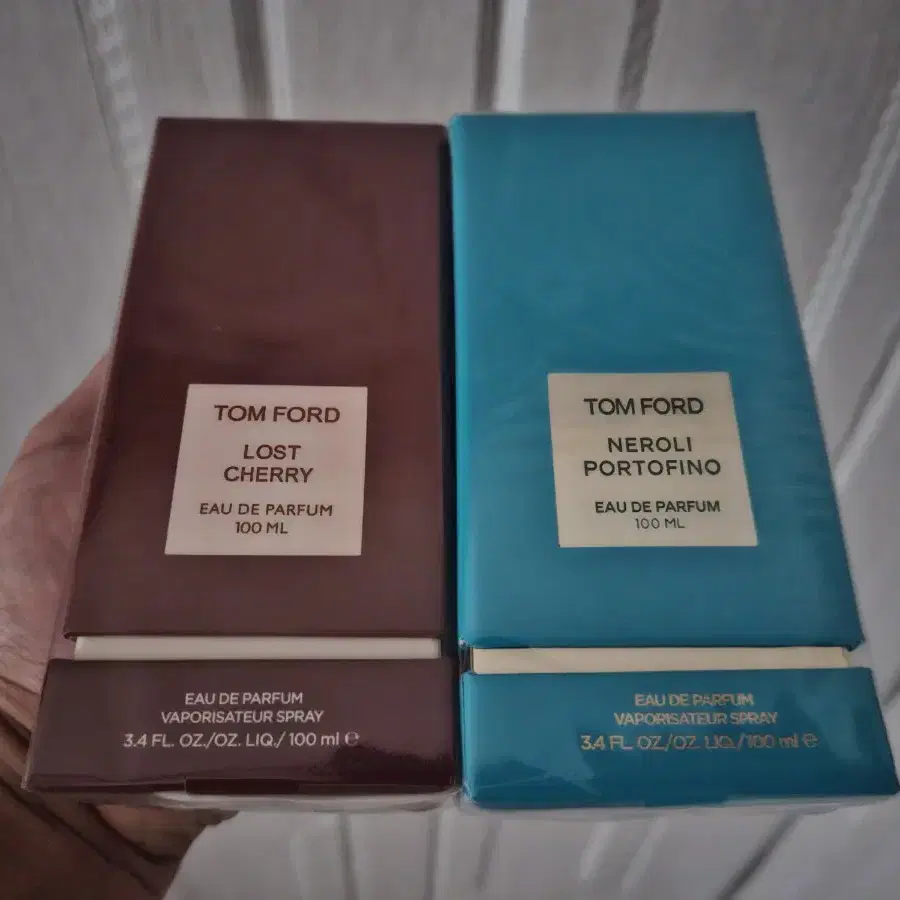 TOM FORD
LOST
CHERRY
EAU DE PARFUM
100 ML
EAU DE PARFUM
VAPORISATEUR SPRAY
3.4 FL. OZ./OZ. LIQ./ 100 ml ℮
TOM FORD
NEROLI
PORTOFINO
EAU DE PARFUM
100 ML
EAU DE PARFUM
VAPORISATEUR SPRAY
3.4 FL. OZ./OZ. LIQ./ 100 ml ℮